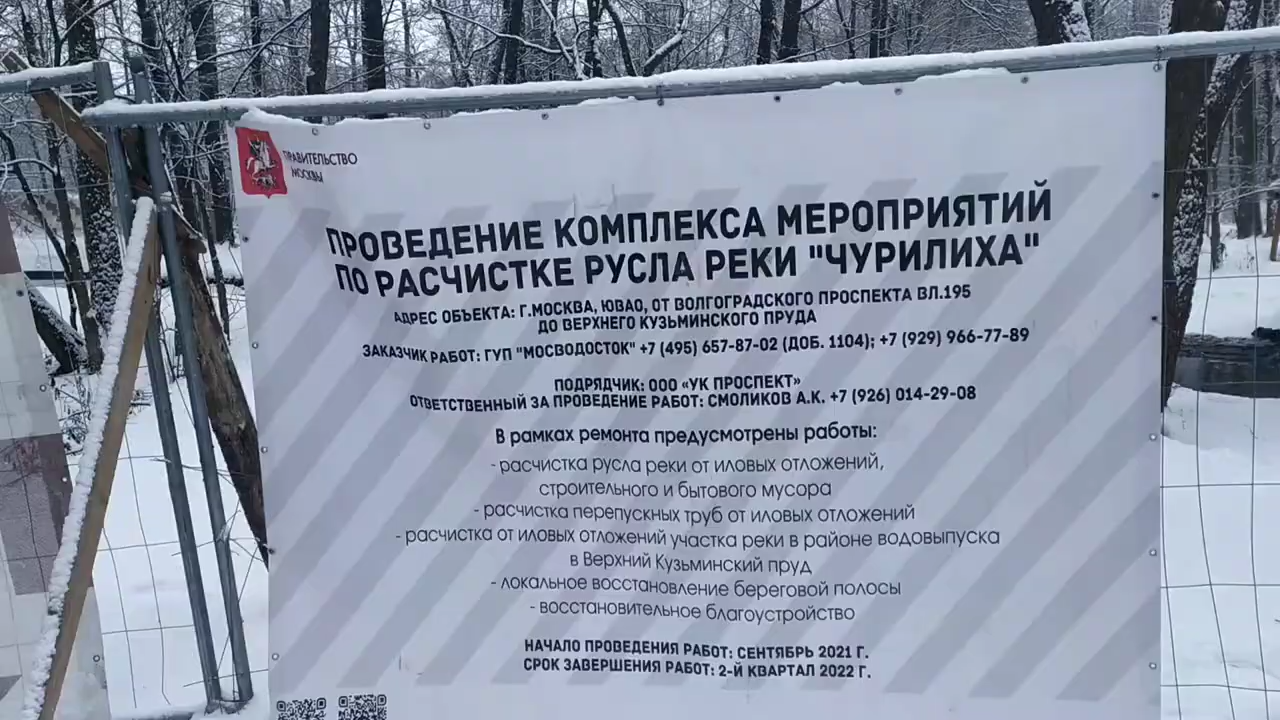 ПРАВИТЕЛЬСТВО
МОСКВЫ
ПРОВЕДЕНИЕ КОМПЛЕКСА МЕРОПРИЯТИЙ
ПО РАСЧИСТКЕ РУСЛА РЕКИ "ЧУРИЛИХА"
АДРЕС ОБЪЕКТА: Г.МОСКВА, ЮВАО, ОТ ВОЛГОГРАДСКОГО ПРОСПЕКТА ВЛ.195
ДО ВЕРХНЕГО КУЗЬМИНСКОГО ПРУДА
ЗАКАЗЧИК РАБОТ: ГУП "МОСВОДОСТОК" +7 (495) 657-87-02 (ДОБ. 1104); +7 (929) 966-77-89
ПОДРЯДЧИК: ООО «УК ПРОСПЕКТ»
ОТВЕТСТВЕННЫЙ ЗА ПРОВЕДЕНИЕ РАБОТ: СМОЛИКОВ А.К. +7 (926) 014-29-08
В рамках ремонта предусмотрены работы:
- расчистка русла реки от иловых отложений,
строительного и бытового мусора
- расчистка перепускных труб от иловых отложений
- расчистка от иловых отложений участка реки в районе водовыпуска
в Верхний Кузьминский пруд
- локальное восстановление береговой полосы
- восстановительное благоустройство
НАЧАЛО ПРОВЕДЕНИЯ РАБОТ: СЕНТЯБРЬ 2021 Г.
СРОК ЗАВЕРШЕНИЯ РАБОТ: 2-Й КВАРТАЛ 2022 Г.